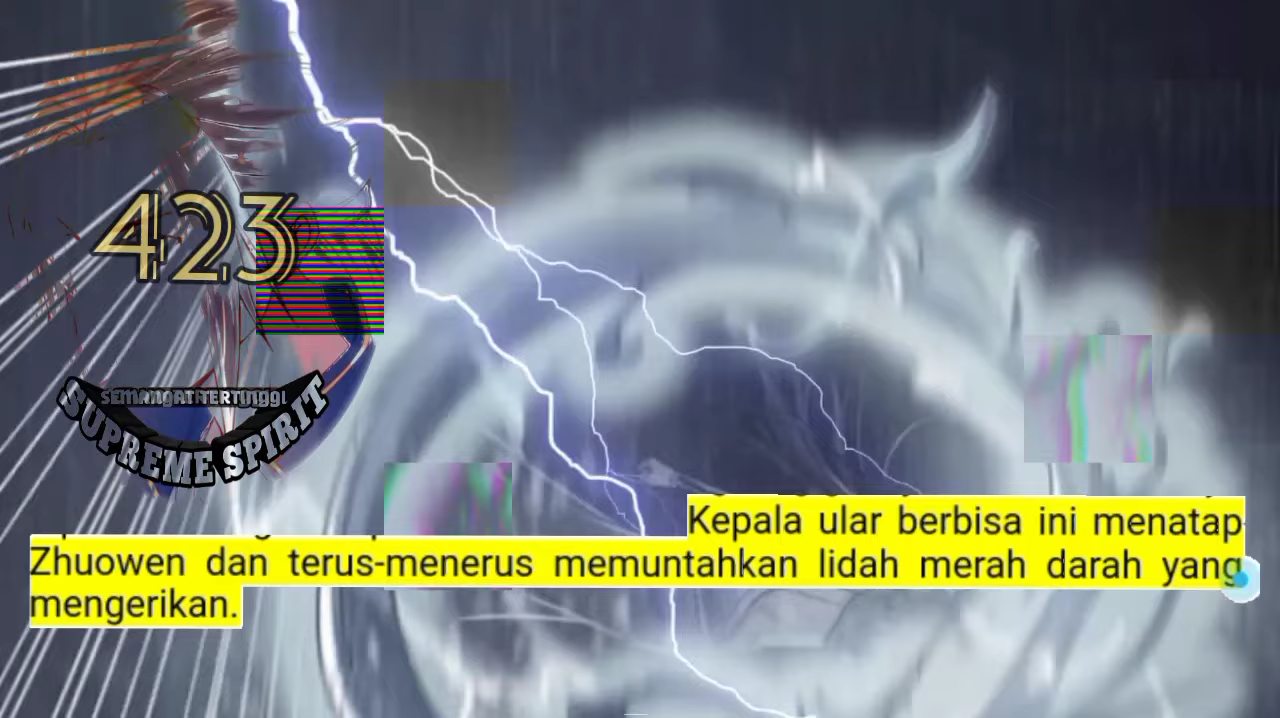 423
SEMANGAT TERTINGGI
SUPREME SPIRIT
Kepala ular berbisa ini menatap
Zhuowen dan terus-menerus memuntahkan lidah merah darah yang
mengerikan.